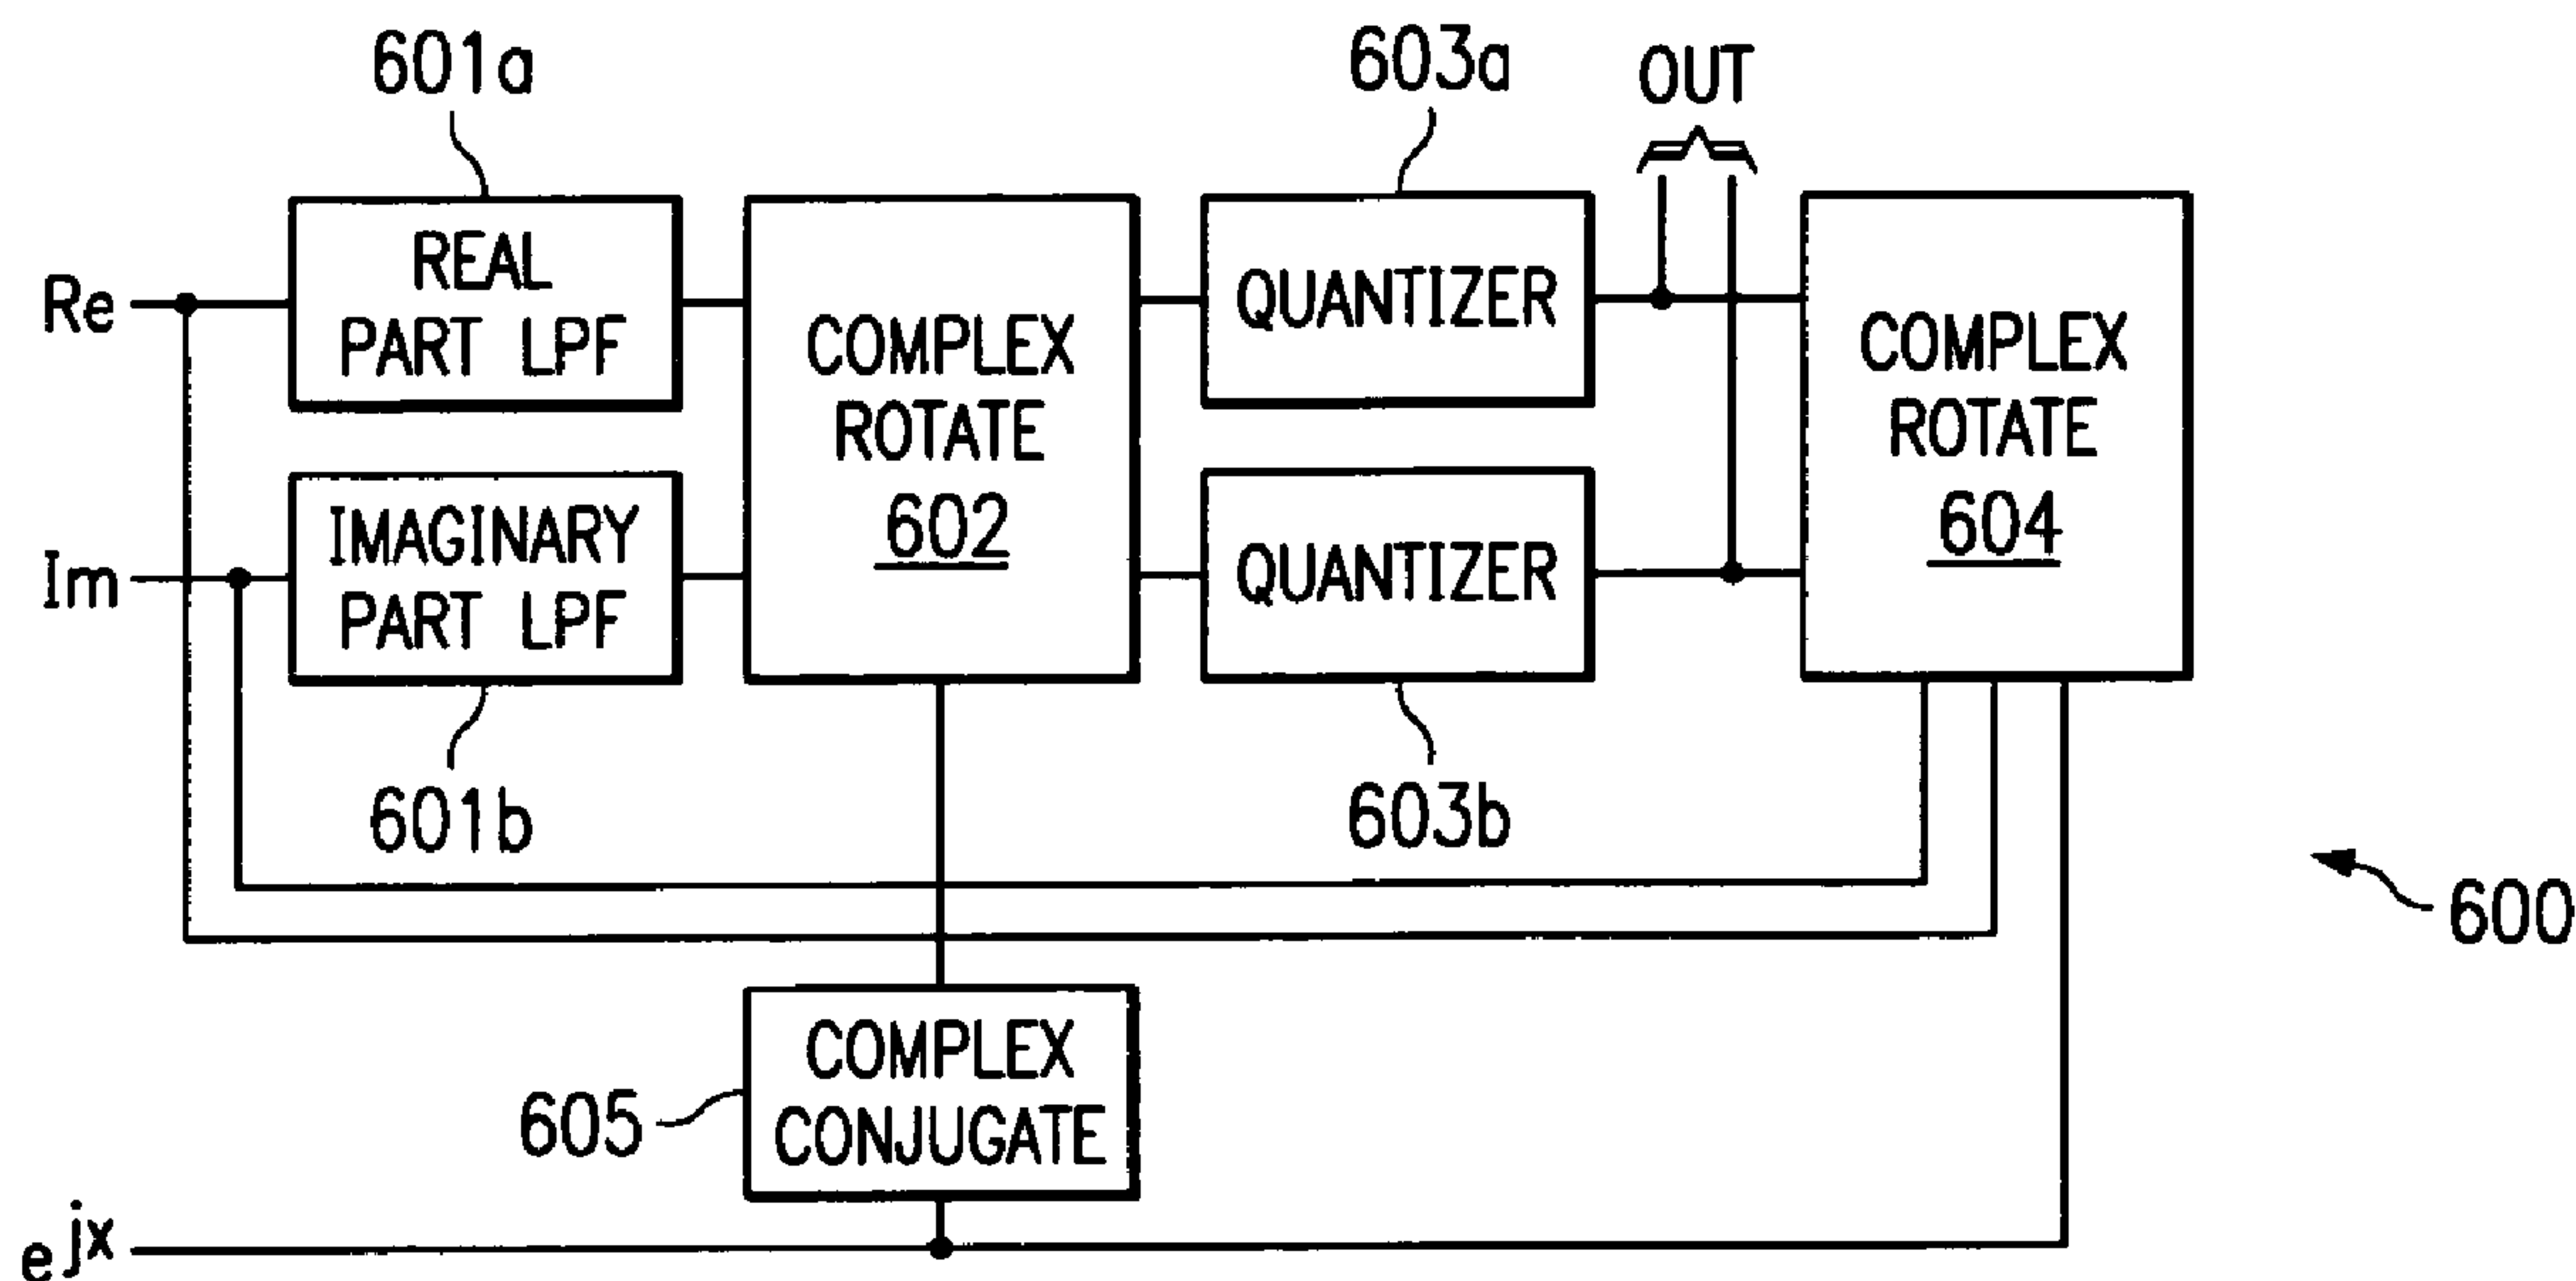 601a
603a
OUT
Re
REAL
PART LPF
COMPLEX
ROTATE
602
QUANTIZER
COMPLEX
ROTATE
604
Im
IMAGINARY
PART LPF
QUANTIZER
601b
603b
600
605
COMPLEX
CONJUGATE
e jx